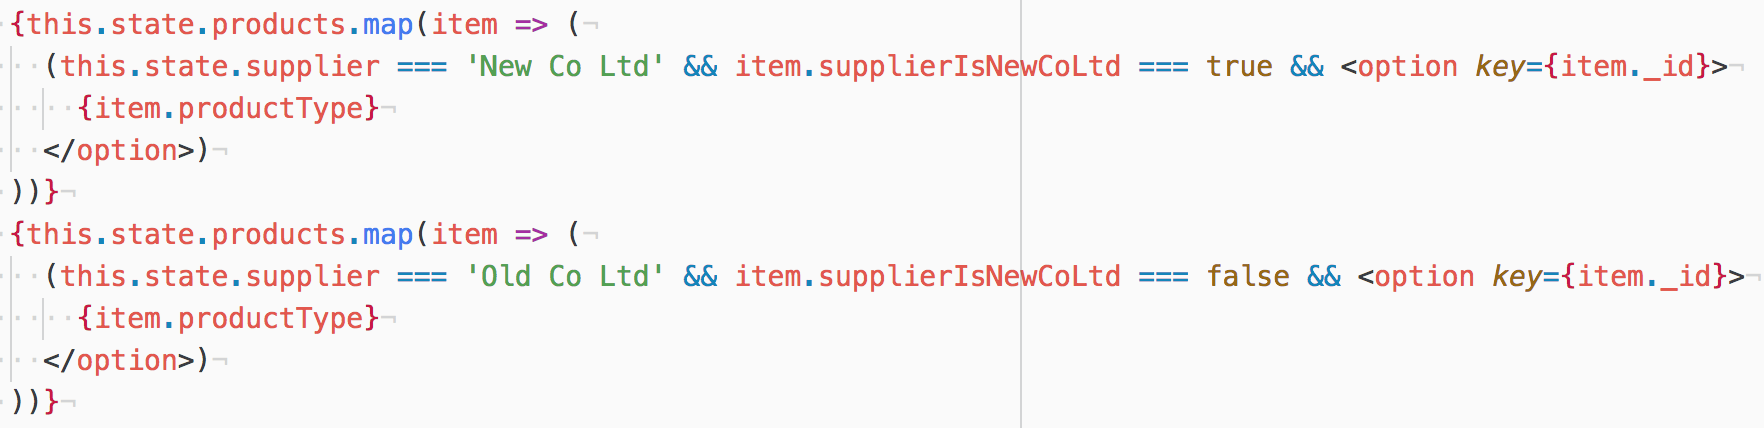 {this.state.products.map(item => (
(this.state.supplier === 'New Co Ltd' && item.supplierIsNewCoLtd === true && <option key={item._id}>
{item.productType}
</option>)
))}
{this.state.products.map(item => (
(this.state.supplier === 'Old Co Ltd' && item.supplierIsNewCoLtd === false && <option key={item._id}>
{item.productType}
</option>)
))}